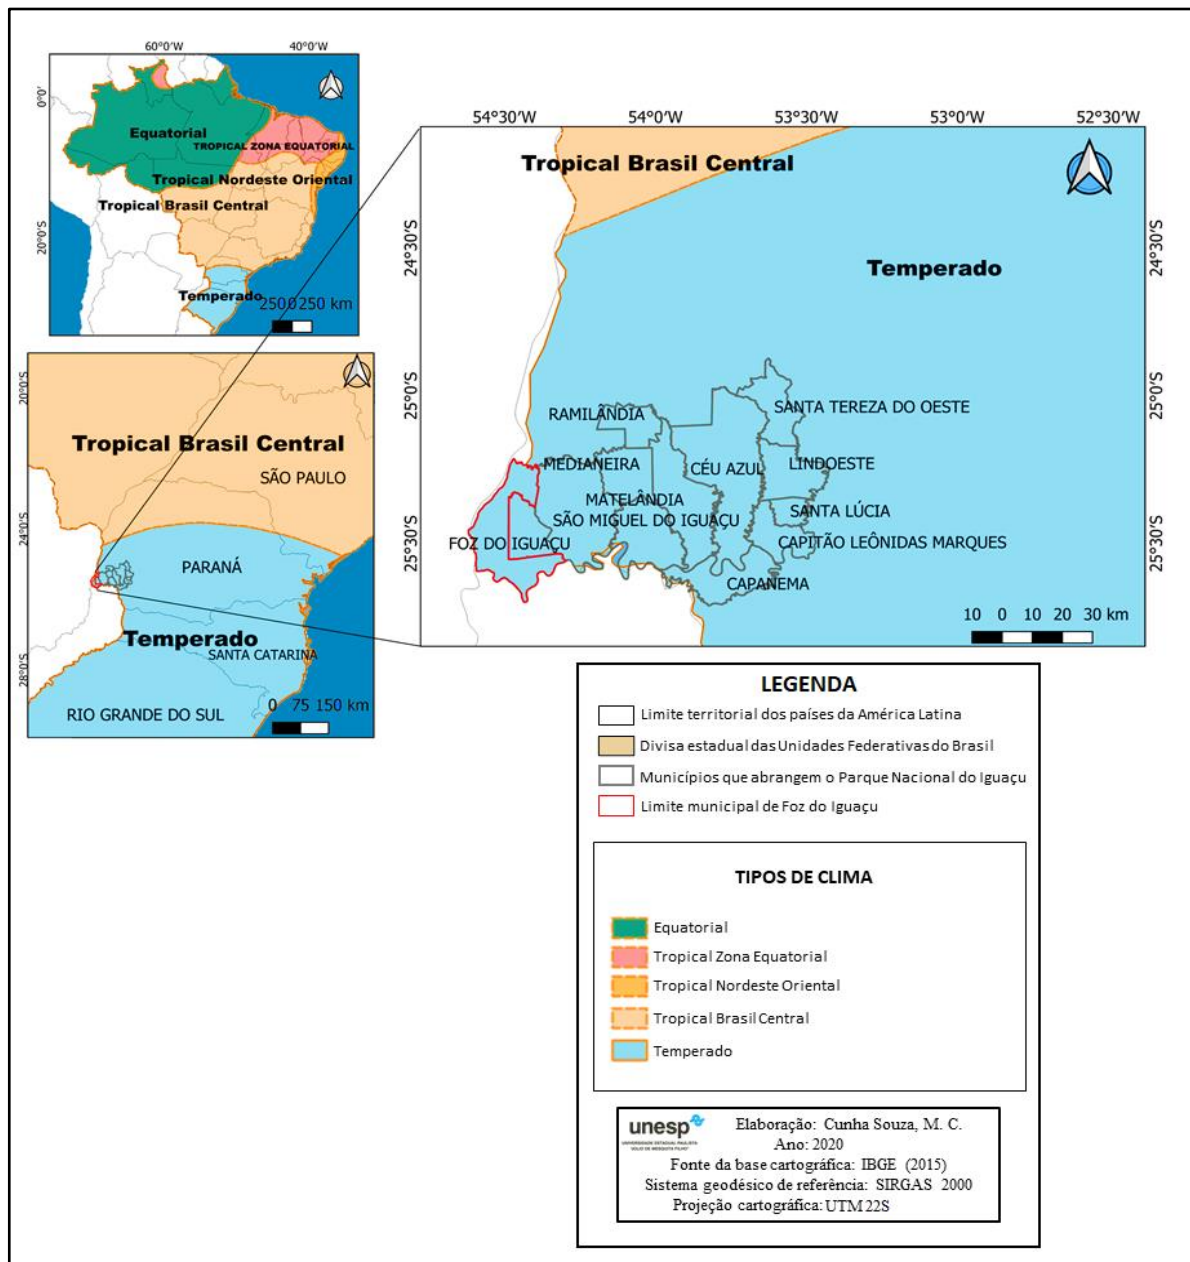 60°0'W 40°0'W
0°0'
20°0'S
Equatorial
TROPICAL ZONA EQUATORIAL
Tropical Nordeste Oriental
Tropical Brasil Central
Temperado
2500250 km
20°0'S
24°0'S
28°0'S
Tropical Brasil Central
SÃO PAULO
PARANÁ
Temperado
SANTA CATARINA
RIO GRANDE DO SUL
0 75 150 km
54°30'W 54°0'W 53°30'W 53°0'W 52°30'W
24°30'S 24°30'S
25°0'S 25°0'S
25°30'S 25°30'S
Tropical Brasil Central
Temperado
RAMILÂNDIA
SANTA TEREZA DO OESTE
MEDIANEIRA
CÉU AZUL
LINDOESTE
MATELÂNDIA
SÃO MIGUEL DO IGUAÇU
SANTA LÚCIA
FOZ DO IGUAÇU
CAPITÃO LEÔNIDAS MARQUES
CAPANEMA
10 0 10 20 30 km
LEGENDA
Limite territorial dos países da América Latina
Divisa estadual das Unidades Federativas do Brasil
Municípios que abrangem o Parque Nacional do Iguaçu
Limite municipal de Foz do Iguaçu
TIPOS DE CLIMA
Equatorial
Tropical Zona Equatorial
Tropical Nordeste Oriental
Tropical Brasil Central
Temperado
unesp
UNIVERSIDADE ESTADUAL PAULISTA
"JÚLIO DE MESQUITA FILHO"
Elaboração: Cunha Souza, M. C.
Ano: 2020
Fonte da base cartográfica: IBGE (2015)
Sistema geodésico de referência: SIRGAS 2000
Projeção cartográfica: UTM 22S